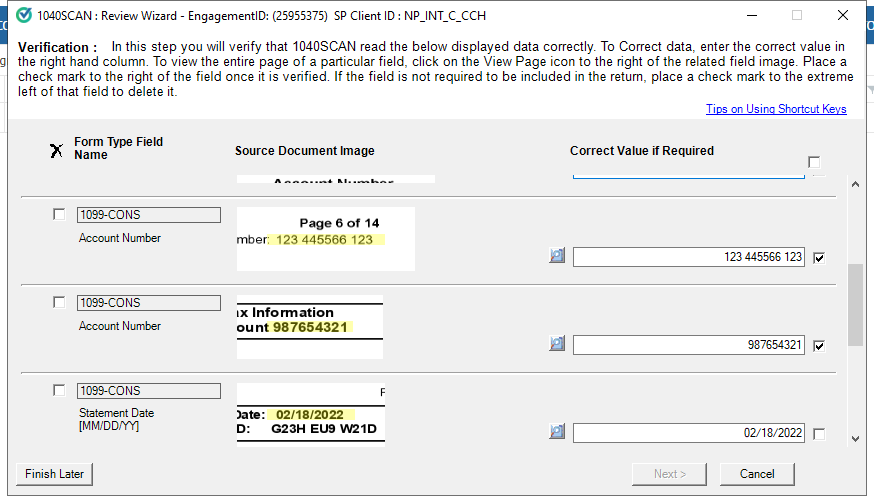 1040SCAN : Review Wizard - EngagementID: (25955375) SP Client ID : NP_INT_C_CCH
Verification : In this step you will verify that 1040SCAN read the below displayed data correctly. To Correct data, enter the correct value in
the right hand column. To view the entire page of a particular field, click on the View Page icon to the right of the related field image. Place a
check mark to the right of the field once it is verified. If the field is not required to be included in the return, place a check mark to the extreme
left of that field to delete it.
Tips on Using Shortcut Keys
X Form Type Field
Name
Source Document Image
Correct Value if Required
Account Number
1099-CONS
Account Number
Page 6 of 14
mber: 123 445566 123
123 445566 123
1099-CONS
Account Number
ax Information
ount 987654321
987654321
1099-CONS
Statement Date
[MM/DD/YY]
Date: 02/18/2022
D: G23H EU9 W21D
02/18/2022
Finish Later
Next >
Cancel